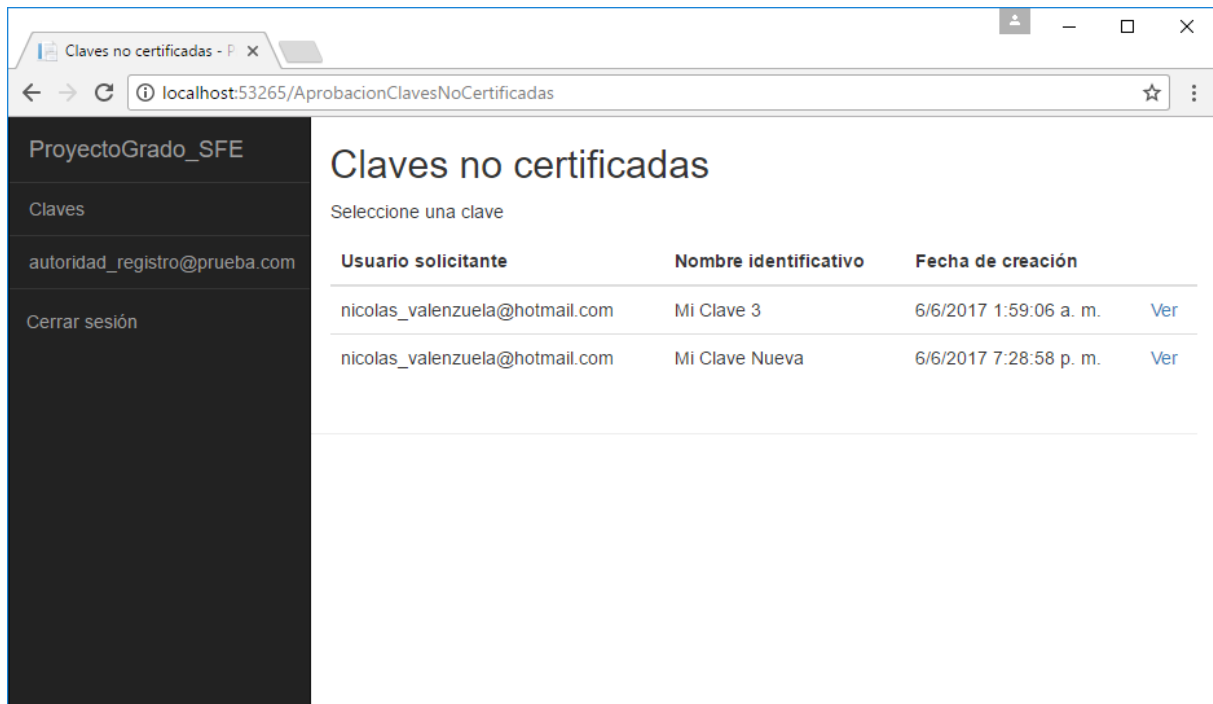 Claves no certificadas - P
localhost:53265/AprobacionClavesNoCertificadas
ProyectoGrado_SFE
Claves
autoridad_registro@prueba.com
Cerrar sesión
Claves no certificadas
Seleccione una clave
Usuario solicitante Nombre identificativo Fecha de creación
nicolas_valenzuela@hotmail.com Mi Clave 3 6/6/2017 1:59:06 a. m. Ver
nicolas_valenzuela@hotmail.com Mi Clave Nueva 6/6/2017 7:28:58 p. m. Ver